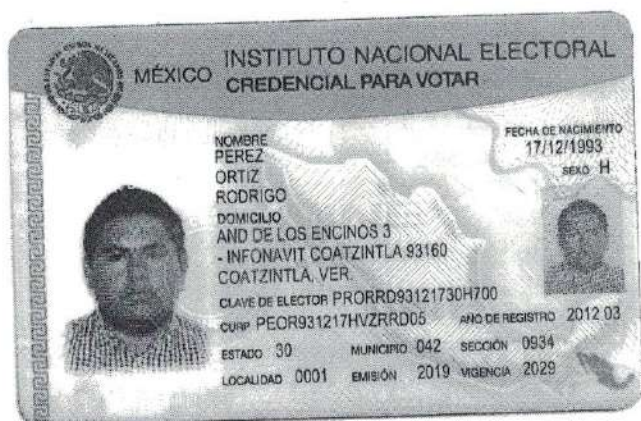 MÉXICO INSTITUTO NACIONAL ELECTORAL
CREDENCIAL PARA VOTAR
NOMBRE
PEREZ
ORTIZ
RODRIGO
FECHA DE NACIMIENTO
17/12/1993
SEXO H
DOMICILIO
AND DE LOS ENCINOS 3
- INFONAVIT COATZINTLA 93160
COATZINTLA, VER.
CLAVE DE ELECTOR PRORRD93121730H700
CURP PEOR931217HVZRRD05 AÑO DE REGISTRO 2012 03
ESTADO 30 MUNICIPIO 042 SECCIÓN 0934
LOCALIDAD 0001 EMISIÓN 2019 VIGENCIA 2029